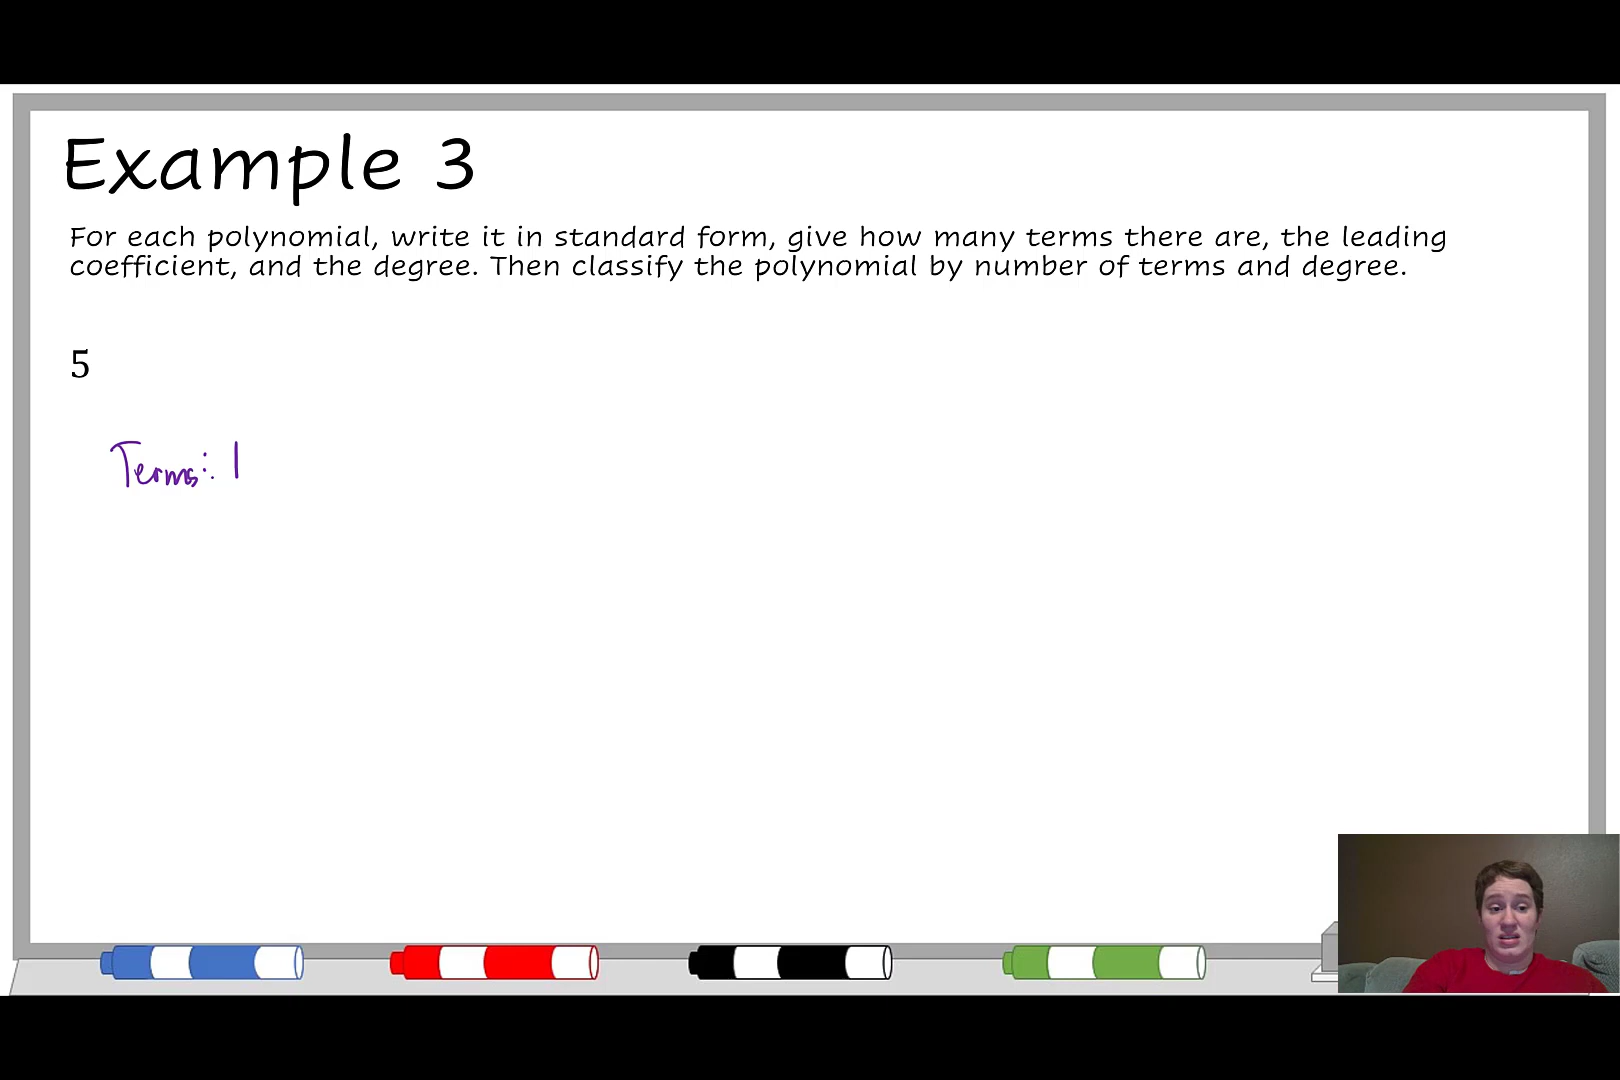 Example 3
For each polynomial, write it in standard form, give how many terms there are, the leading
coefficient, and the degree. Then classify the polynomial by number of terms and degree.
5
Terms: 1